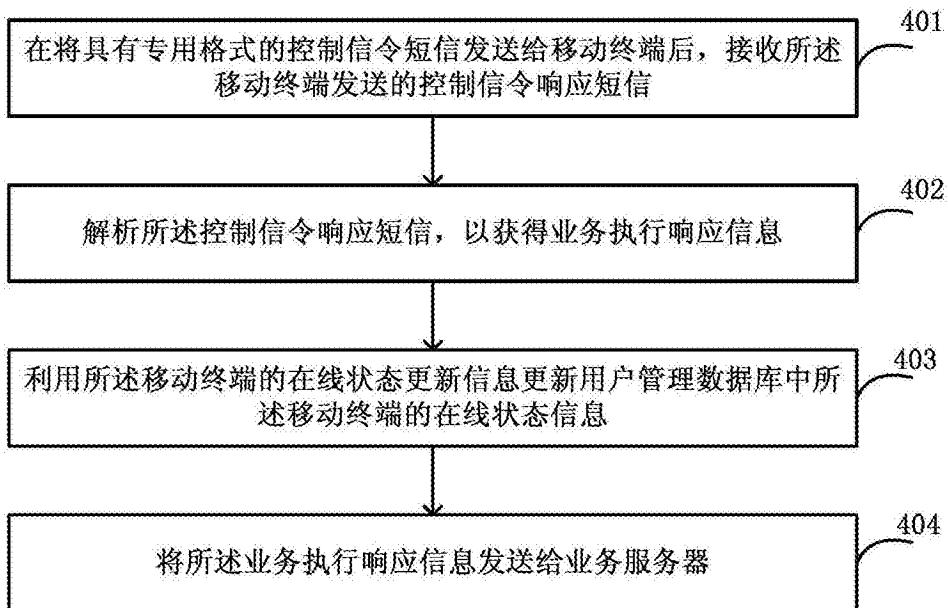 401
在将具有专用格式的控制信令短信发送给移动终端后，接收所述
移动终端发送的控制信令响应短信
402
解析所述控制信令响应短信，以获得业务执行响应信息
403
利用所述移动终端的在线状态更新信息更新用户管理数据库中所
述移动终端的在线状态信息
404
将所述业务执行响应信息发送给业务服务器